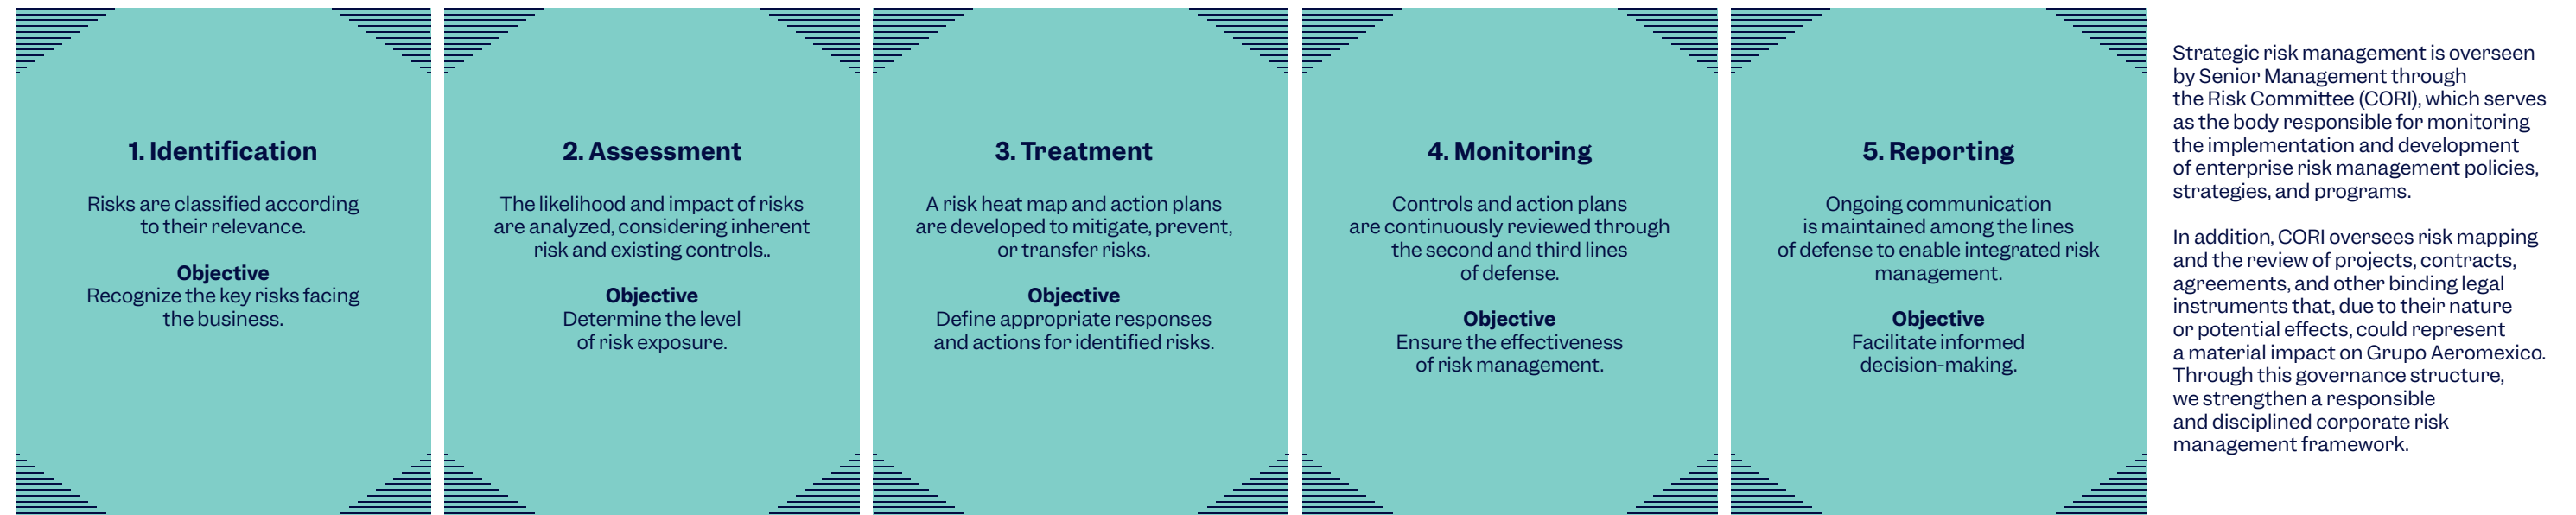 1. Identification
Risks are classified according
to their relevance.
Objective
Recognize the key risks facing
the business.
2. Assessment
The likelihood and impact of risks
are analyzed, considering inherent
risk and existing controls..
Objective
Determine the level
of risk exposure.
3. Treatment
A risk heat map and action plans
are developed to mitigate, prevent,
or transfer risks.
Objective
Define appropriate responses
and actions for identified risks.
4. Monitoring
Controls and action plans
are continuously reviewed through
the second and third lines
of defense.
Objective
Ensure the effectiveness
of risk management.
5. Reporting
Ongoing communication
is maintained among the lines
of defense to enable integrated risk
management.
Objective
Facilitate informed
decision-making.
Strategic risk management is overseen
by Senior Management through
the Risk Committee (CORI), which serves
as the body responsible for monitoring
the implementation and development
of enterprise risk management policies,
strategies, and programs.
In addition, CORI oversees risk mapping
and the review of projects, contracts,
agreements, and other binding legal
instruments that, due to their nature
or potential effects, could represent
a material impact on Grupo Aeromexico.
Through this governance structure,
we strengthen a responsible
and disciplined corporate risk
management framework.